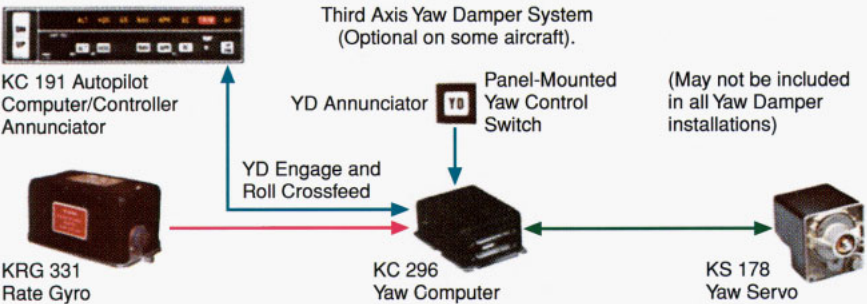 Third Axis Yaw Damper System
(Optional on some aircraft).
KC 191 Autopilot
Computer/Controller
Annunciator
YD Annunciator
YD
Panel-Mounted
Yaw Control
Switch
(May not be included
in all Yaw Damper
installations)
YD Engage and
Roll Crossfeed
KRG 331
Rate Gyro
KC 296
Yaw Computer
KS 178
Yaw Servo